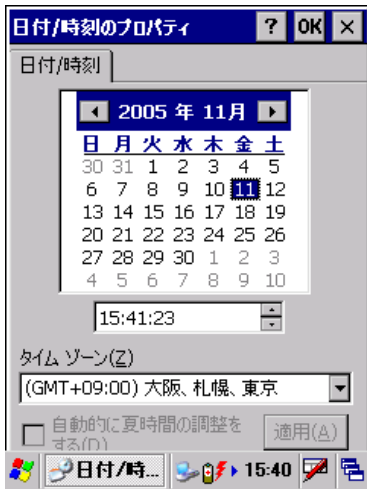 日付/時刻のプロパティ ? OK ×
日付/時刻
2005 年 11月
日 月 火 水 木 金 土
30 31 1 2 3 4 5
6 7 8 9 10 11 12
13 14 15 16 17 18 19
20 21 22 23 24 25 26
27 28 29 30 1 2 3
4 5 6 7 8 9 10
15:41:23
タイム ゾーン(Z)
(GMT+09:00) 大阪、札幌、東京
自動的に夏時間の調整を
する(D)
適用(A)
日付/時... 15:40